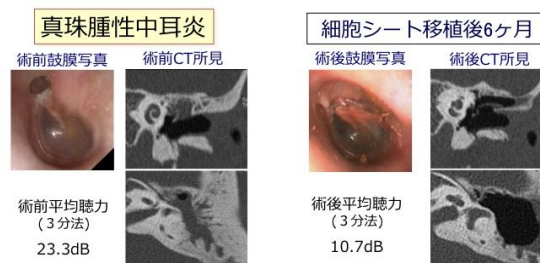 真珠腫性中耳炎
術前鼓膜写真
術前CT所見
術前平均聴力
(３分法)
23.3dB
細胞シート移植後6ヶ月
術後鼓膜写真
術後CT所見
術後平均聴力
(３分法)
10.7dB